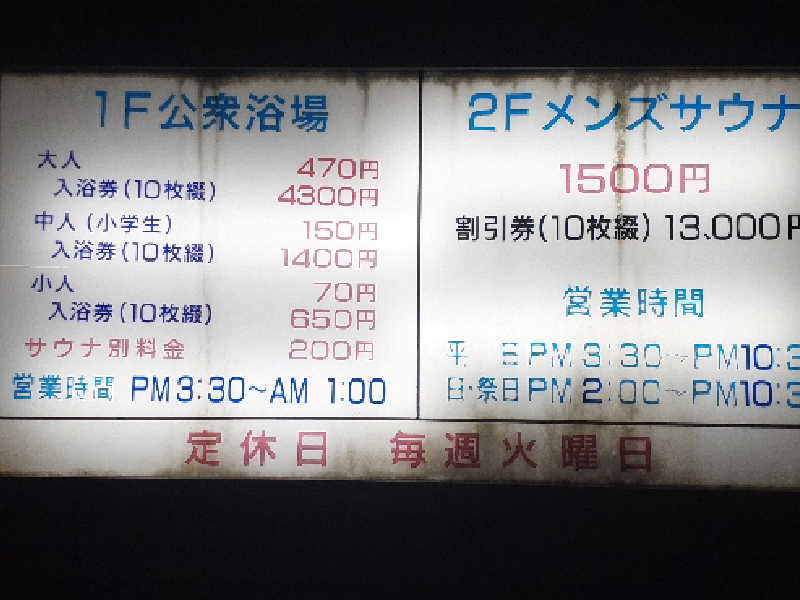 1F公衆浴場
大人 470円
入浴券(10枚綴) 4300円
中人(小学生) 150円
入浴券(10枚綴) 1400円
小人 70円
入浴券(10枚綴) 650円
サウナ別料金 200円
営業時間 PM3:30～AM 1:00
2Fメンズサウナ
1500円
割引券(10枚綴) 13,000円
営業時間
平 日PM 3:30～PM10:3
日・祭日PM 2:00～PM10:3
定休日 毎週火曜日